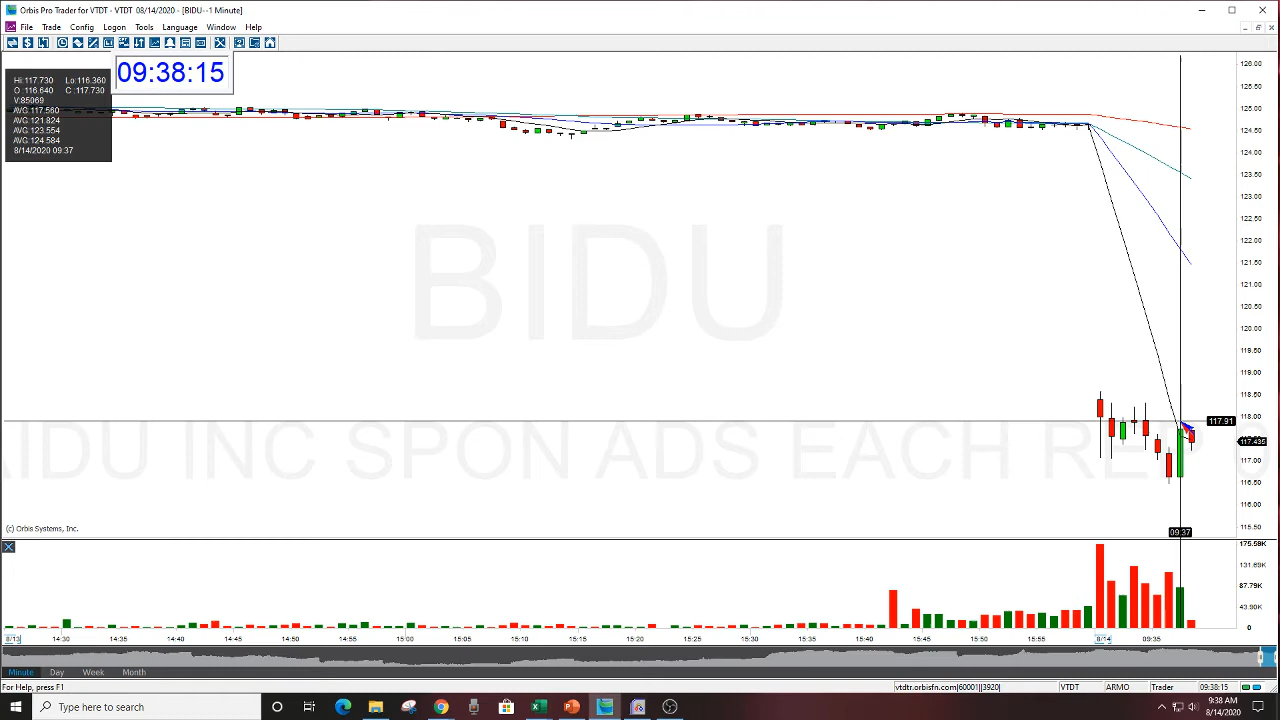 Orbis Pro Trader for VTDT - VTDT 08/14/2020 - [BIDU--1 Minute]
File Trade Config Logon Tools Language Window Help
09:38:15
Hi:117.730 Lo:116.360
O :116.640 C :117.730
V:85069
AVG:117.560
AVG:121.824
AVG:123.554
AVG:124.584
8/14/2020 09:37
BIDU
BAIDU INC SPON ADS EACH REP
126.00
125.50
125.00
124.50
124.00
123.50
123.00
122.50
122.00
121.50
121.00
120.50
120.00
119.50
119.00
118.50
118.00
117.91
117.435
117.00
116.50
116.00
115.50
(c) Orbis Systems, Inc.
09:37
175.58K
131.69K
87.79K
43.90K
0
8/13 14:30 14:35 14:40 14:45 14:50 14:55 15:00 15:05 15:10 15:15 15:20 15:25 15:30 15:35 15:40 15:45 15:50 15:55 8/14 09:35
Minute Day Week Month
For Help, press F1
vtdtr.orbisfn.com|60001||3920| VTDT ARMO Trader 09:38:15
Type here to search
9:38 AM
8/14/2020